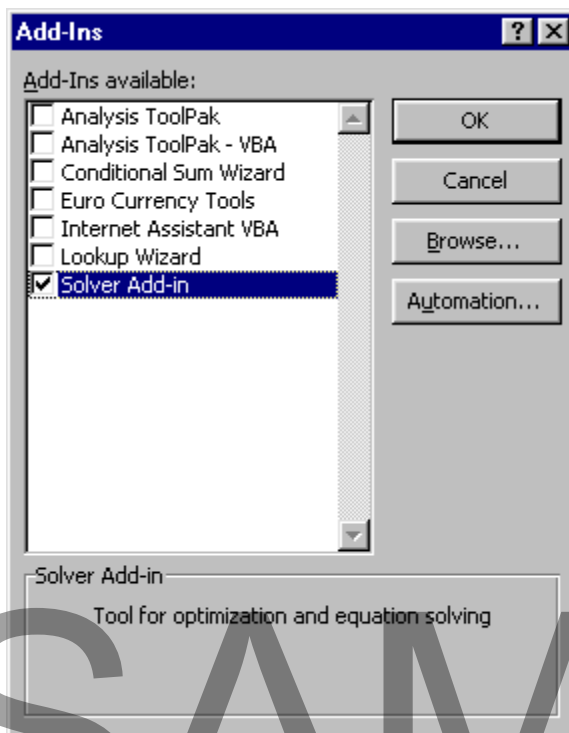 Add-Ins
Add-Ins available:
Analysis ToolPak
OK
Analysis ToolPak - VBA
Conditional Sum Wizard
Cancel
Euro Currency Tools
Internet Assistant VBA
Browse...
Lookup Wizard
Solver Add-in
Automation...
Solver Add-in
Tool for optimization and equation solving
SAM